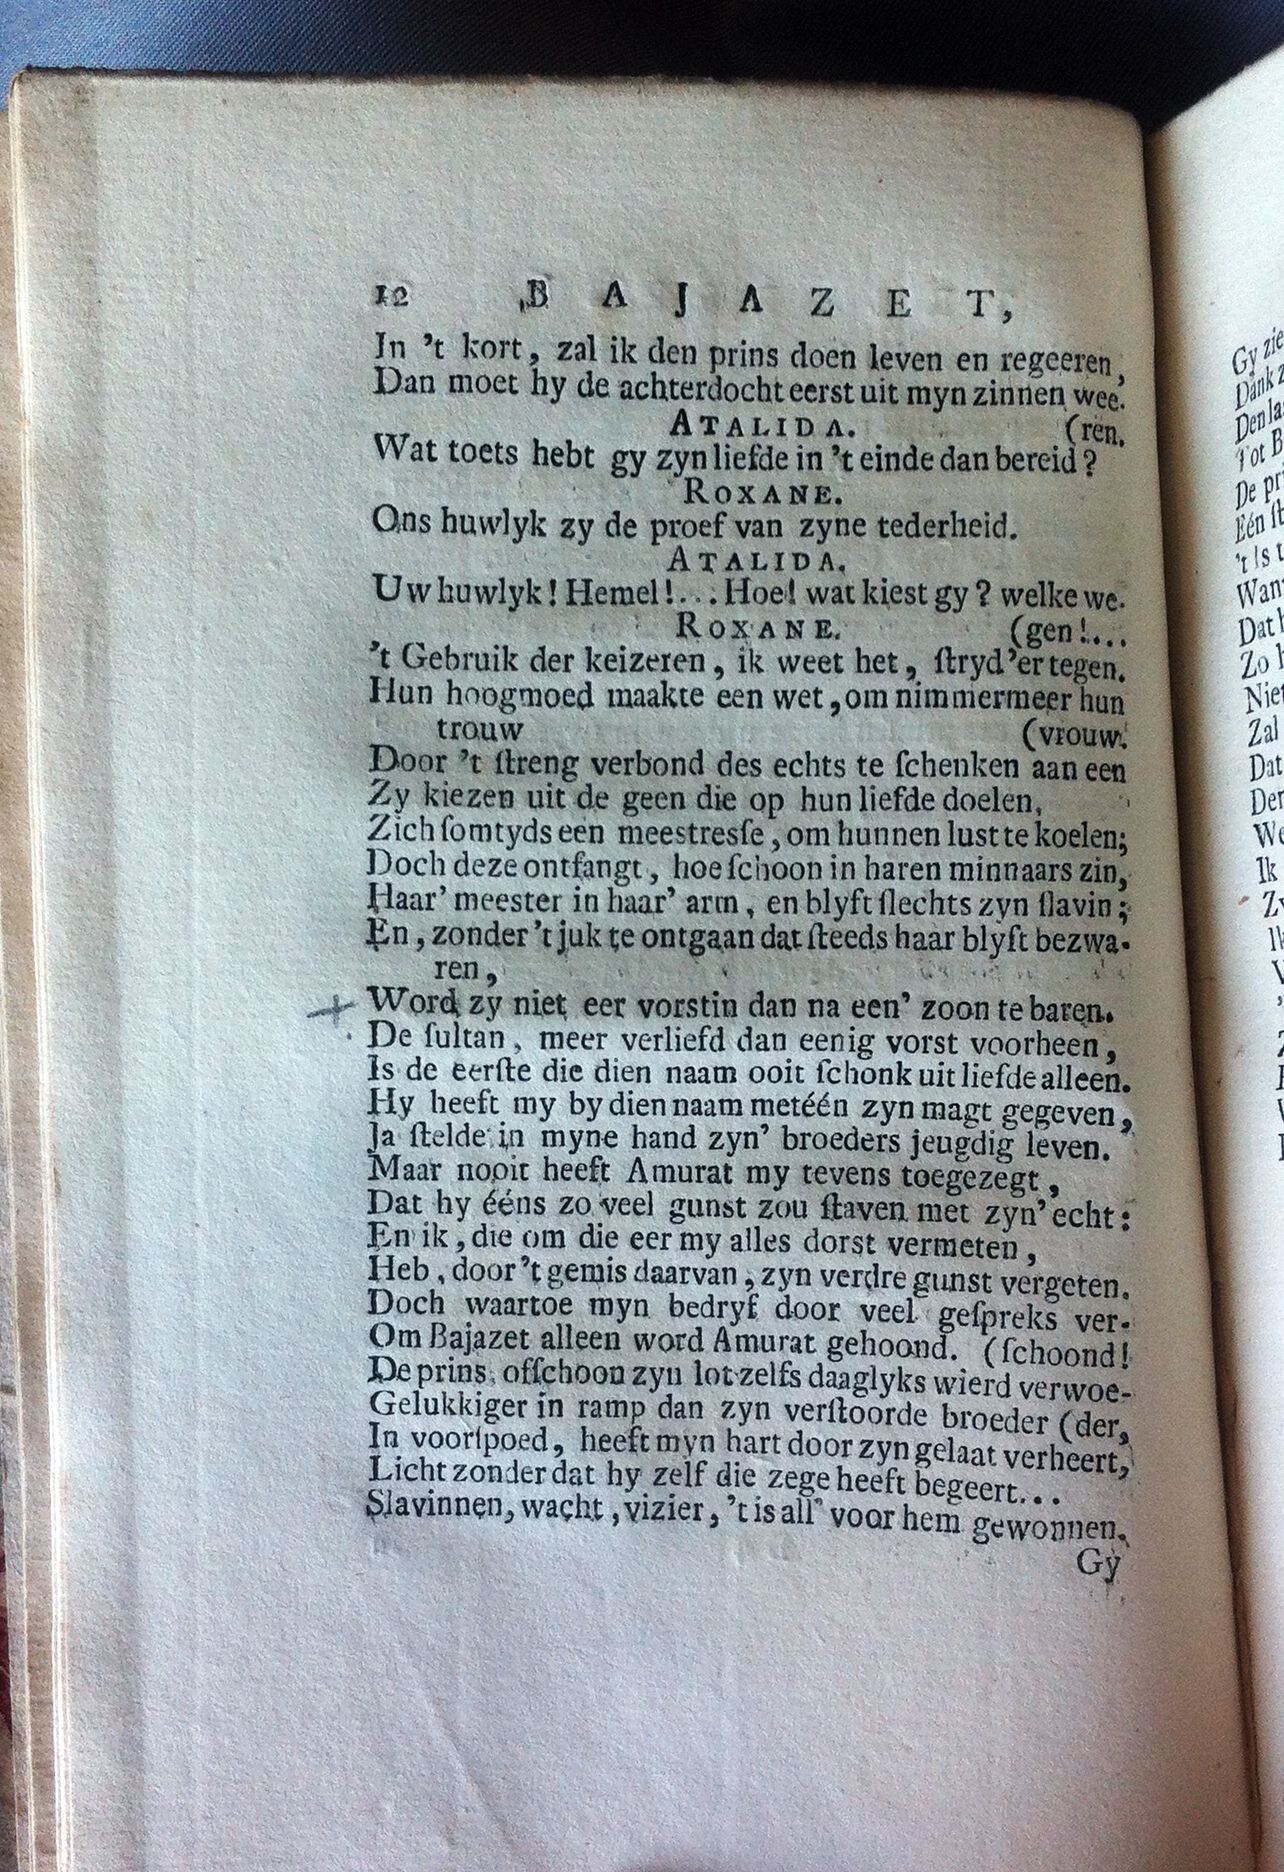 12 BAJAZET,
In 't kort, zal ik den prins doen leven en regeeren,
Dan moet hy de achterdocht eerst uit myn zinnen wee-
ATALIDA. (ren.
Wat toets hebt gy zyn liefde in 't einde dan bereid?
ROXANE.
Ons huwlyk zy de proef van zyne tederheid.
ATALIDA.
Uw huwlyk! Hemel!... Hoe! wat kiest gy? welke we-
ROXANE. (gen!...
't Gebruik der keizeren, ik weet het, ſtryd 'er tegen.
Hun hoogmoed maakte een wet, om nimmermeer hun
trouw (vrouw.
Door 't ſtreng verbond des echts te ſchenken aan een
Zy kiezen uit de geen die op hun liefde doelen,
Zich ſomtyds een meestresſe, om hunnen lust te koelen;
Doch deze ontfangt, hoe ſchoon in haren minnaars zin,
Haar' meester in haar' arm, en blyft ſlechts zyn ſlavin;
En, zonder 't juk te ontgaan dat ſteeds haar blyft bezwa-
ren,
Word zy niet eer vorstin dan na een' zoon te baren.
De ſultan, meer verliefd dan eenig vorst voorheen,
Is de eerſte die dien naam ooit ſchonk uit liefde alleen.
Hy heeft my by dien naam metéén zyn magt gegeven,
Ja ſtelde in myne hand zyn' broeders jeugdig leven.
Maar nooit heeft Amurat my tevens toegezegt,
Dat hy ééns zo veel gunst zou ſtaven met zyn' echt:
En ik, die om die eer my alles dorst vermeten,
Heb, door 't gemis daarvan, zyn verdre gunst vergeten.
Doch waartoe myn bedryf door veel geſpreks ver-
Om Bajazet alleen word Amurat gehoond. (ſchoond!
De prins, ofſchoon zyn lot zelfs daaglyks wierd verwoe-
Gelukkiger in ramp dan zyn verſtoorde broeder (der,
In voorſpoed, heeft myn hart door zyn gelaat verheert,
Licht zonder dat hy zelf die zege heeft begeert...
Slavinnen, wacht, vizier, 't is all' voor hem gewonnen.
Gy